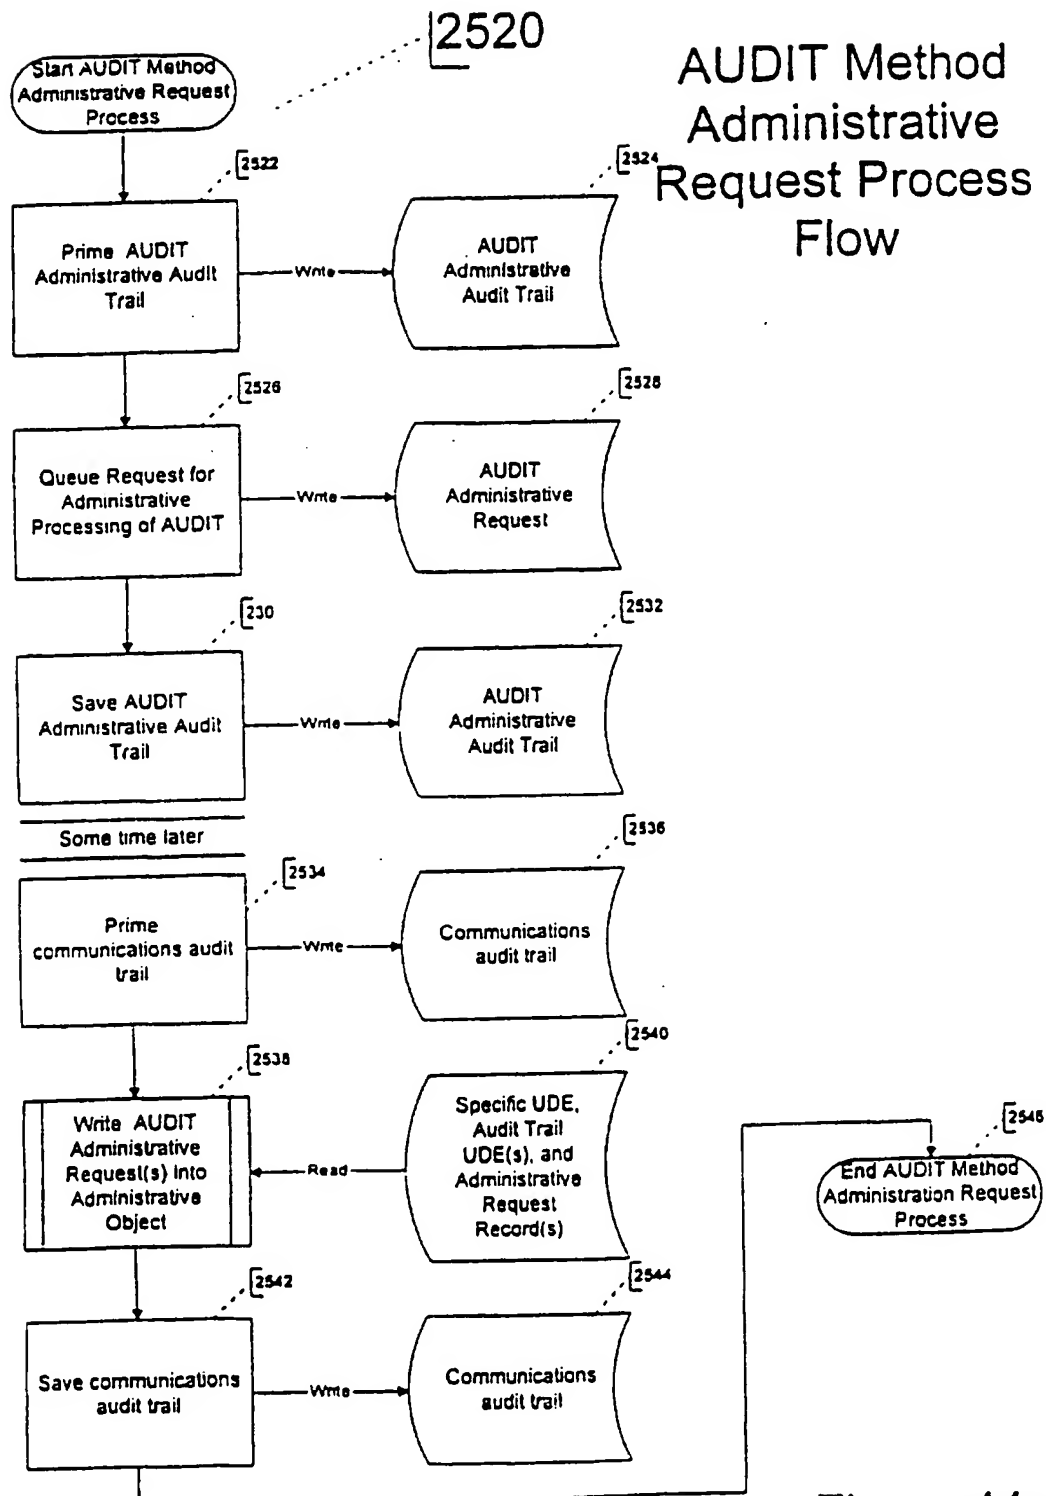 2520
AUDIT Method
Administrative
Request Process
Flow
Start AUDIT Method
Administrative Request
Process
2522
Prime AUDIT
Administrative Audit
Trail
Write
2524
AUDIT
Administrative
Audit Trail
2526
Queue Request for
Administrative
Processing of AUDIT
Write
2528
AUDIT
Administrative
Request
230
Save AUDIT
Administrative Audit
Trail
Write
2532
AUDIT
Administrative
Audit Trail
Some time later
2534
Prime
communications audit
trail
Write
2536
Communications
audit trail
2538
Write AUDIT
Administrative
Request(s) Into
Administrative
Object
Read
2540
Specific UDE,
Audit Trail
UDE(s), and
Administrative
Request
Record(s)
2542
Save communications
audit trail
Write
2544
Communications
audit trail
2546
End AUDIT Method
Administration Request
Process